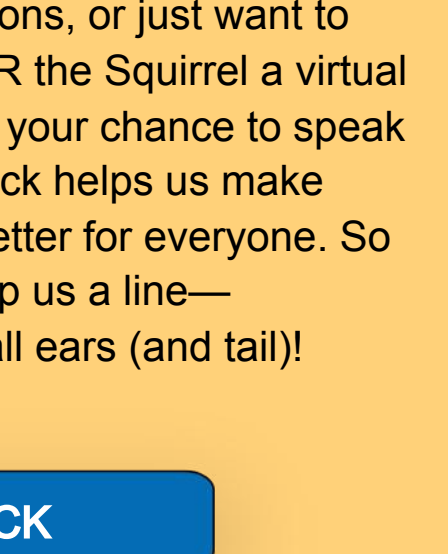 ons, or just want to
R the Squirrel a virtual
your chance to speak
ck helps us make
etter for everyone. So
p us a line—
all ears (and tail)!
CK